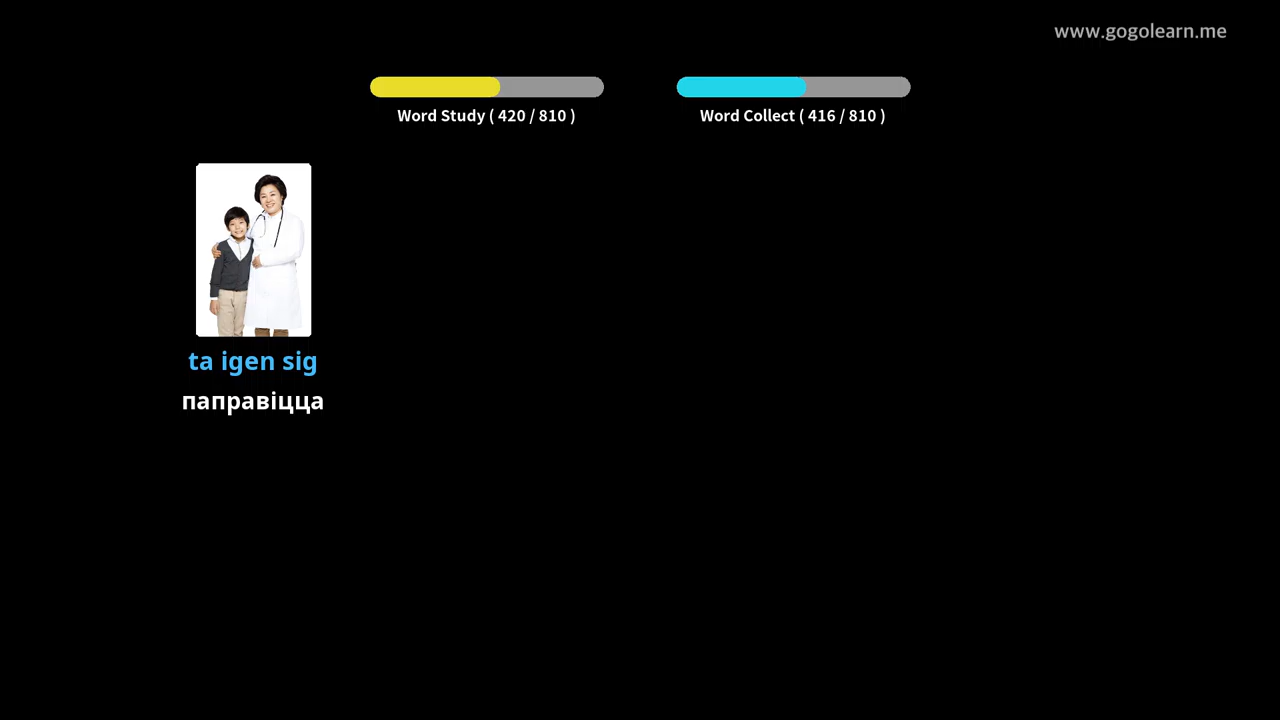 www.gogolearn.me
Word Study ( 420 / 810 )
Word Collect ( 416 / 810 )
ta igen sig
паправіцца